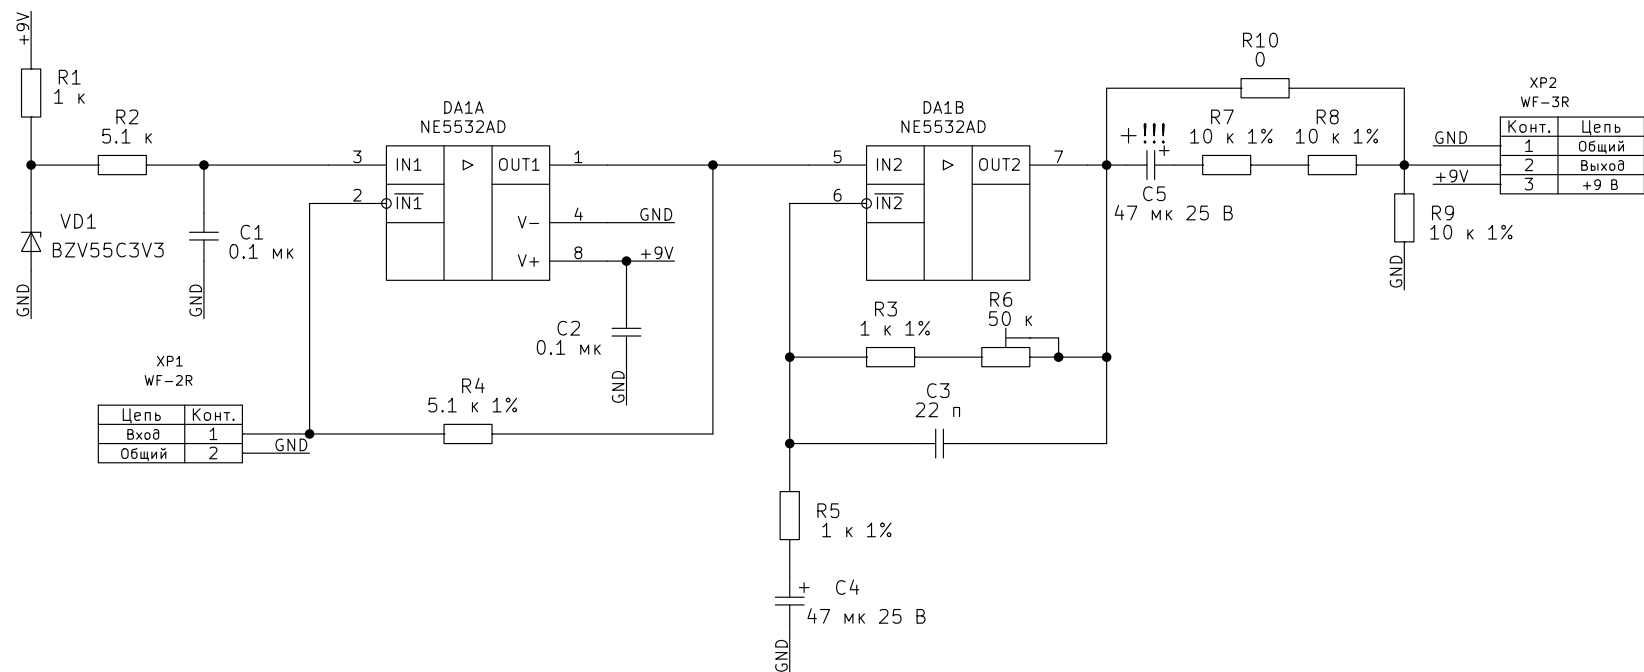 +9V
R1
1 к
R2
5.1 к
VD1
BZV55C3V3
GND
C1
0.1 мк
GND
DA1A
NE5532AD
3
IN1
OUT1
1
2
IN1
V-
4
GND
V+
8
+9V
C2
0.1 мк
GND
XP1
WF-2R
Цепь Конт.
Вход 1
Общий 2
GND
R4
5.1 к 1%
DA1B
NE5532AD
5
IN2
OUT2
7
6
IN2
R3
1 к 1%
R6
50 к
C3
22 п
R5
1 к 1%
+
C4
47 мк 25 В
GND
R10
0
+!!!
+
C5
47 мк 25 В
R7
10 к 1%
R8
10 к 1%
R9
10 к 1%
GND
XP2
WF-3R
Конт. Цепь
GND
1 Общий
2 Выход
+9V
3 +9 В